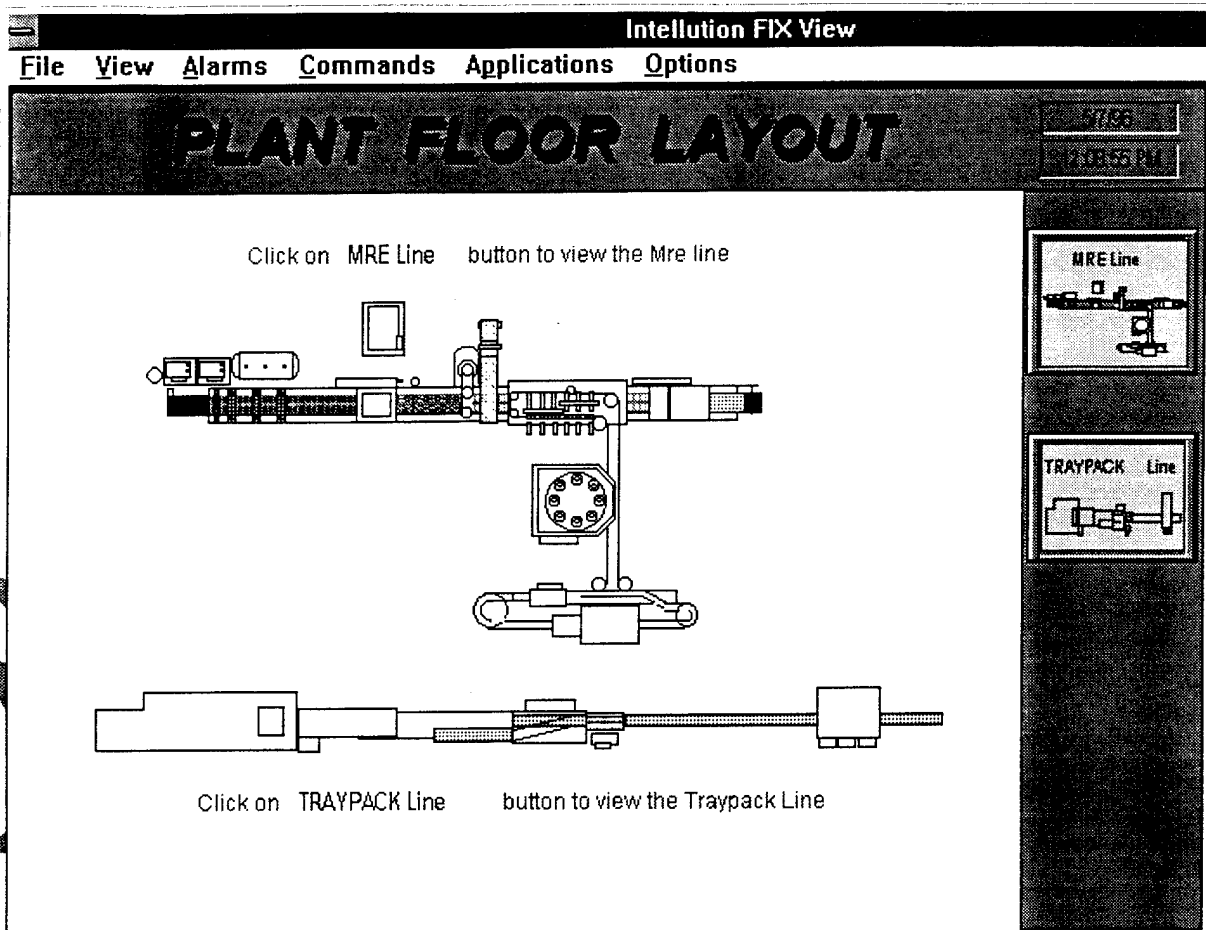 Intellution FIX View
File View Alarms Commands Applications Options
PLANT FLOOR LAYOUT
Click on MRE Line button to view the Mre line
MRE Line
TRAYPACK Line
Click on TRAYPACK Line button to view the Traypack Line